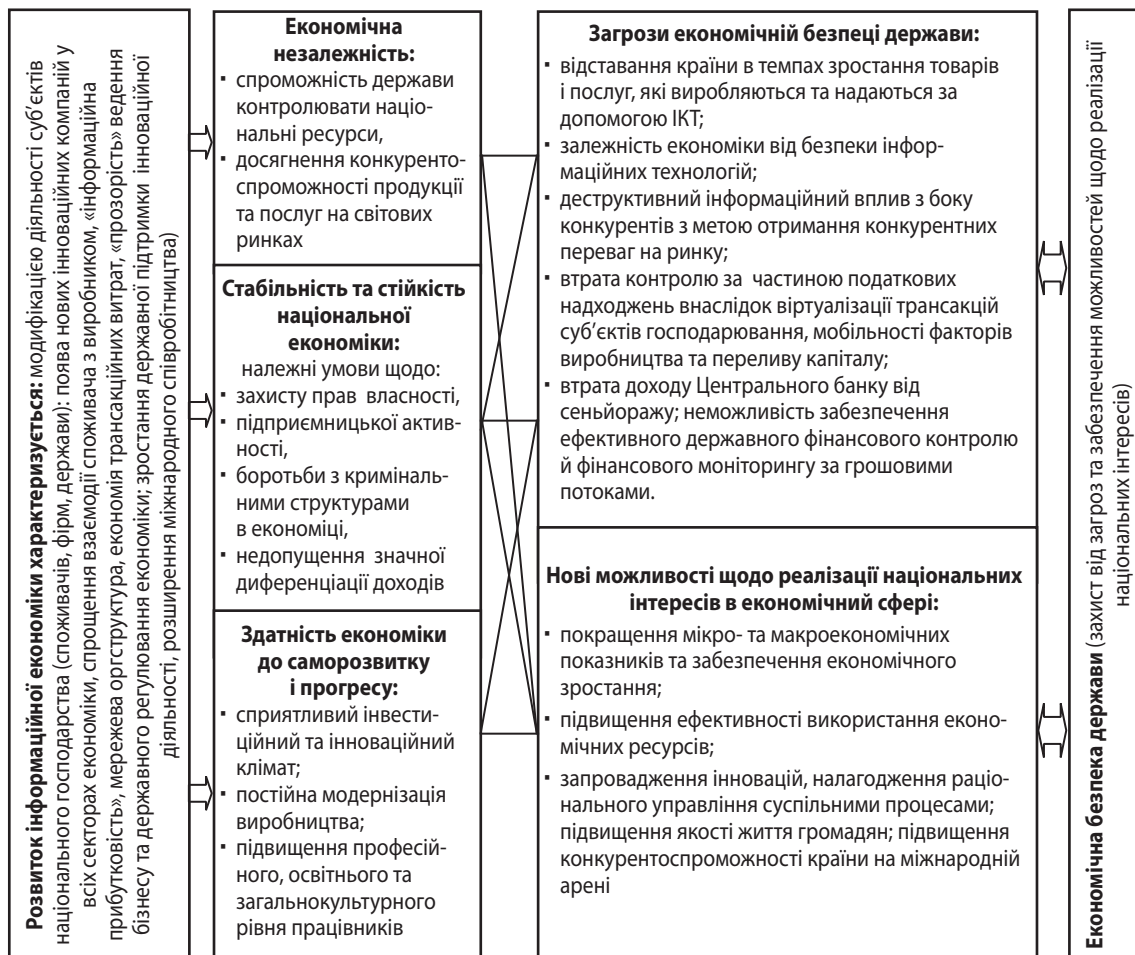 Розвиток інформаційної економіки характеризується: модифікацією діяльності суб’єктів
національного господарства (споживачів, фірм, держави): поява нових інноваційних компаній у
всіх секторах економіки, спрощення взаємодії споживача з виробником, «інформаційна
прибутковість», мережева оргструктура, економія трансакційних витрат, «прозорість» ведення
бізнесу та державного регулювання економіки; зростання державної підтримки інноваційної
діяльності, розширення міжнародного співробітництва)
Економічна
незалежність:
▪ спроможність держави
контролювати націо-
нальні ресурси,
▪ досягнення конкуренто-
спроможності продукції
та послуг на світових
ринках
Стабільність та стійкість
національної
економіки:
належні умови щодо:
▪ захисту прав власності,
▪ підприємницької актив-
ності,
▪ боротьби з криміналь-
ними структурами
в економіці,
▪ недопущення значної
диференціації доходів
Здатність економіки
до саморозвитку
і прогресу:
▪ сприятливий інвести-
ційний та інноваційний
клімат;
▪ постійна модернізація
виробництва;
▪ підвищення професій-
ного, освітнього та
загальнокультурного
рівня працівників
Загрози економічній безпеці держави:
▪ відставання країни в темпах зростання товарів
і послуг, які виробляються та надаються за
допомогою ІКТ;
▪ залежність економіки від безпеки інфор-
маційних технологій;
▪ деструктивний інформаційний вплив з боку
конкурентів з метою отримання конкурентних
переваг на ринку;
▪ втрата контролю за частиною податкових
надходжень внаслідок віртуалізації трансакцій
суб’єктів господарювання, мобільності факторів
виробництва та переливу капіталу;
▪ втрата доходу Центрального банку від
сеньйоражу; неможливість забезпечення
ефективного державного фінансового контролю
й фінансового моніторингу за грошовими
потоками.
Нові можливості щодо реалізації національних
інтересів в економічний сфері:
▪ покращення мікро- та макроекономічних
показників та забезпечення економічного
зростання;
▪ підвищення ефективності використання еконо-
мічних ресурсів;
▪ запровадження інновацій, налагодження раціо-
нального управління суспільними процесами;
підвищення якості життя громадян; підвищення
конкурентоспроможності країни на міжнародній
арені
Економічна безпека держави (захист від загроз та забезпечення можливостей щодо реалізації
національних інтересів)